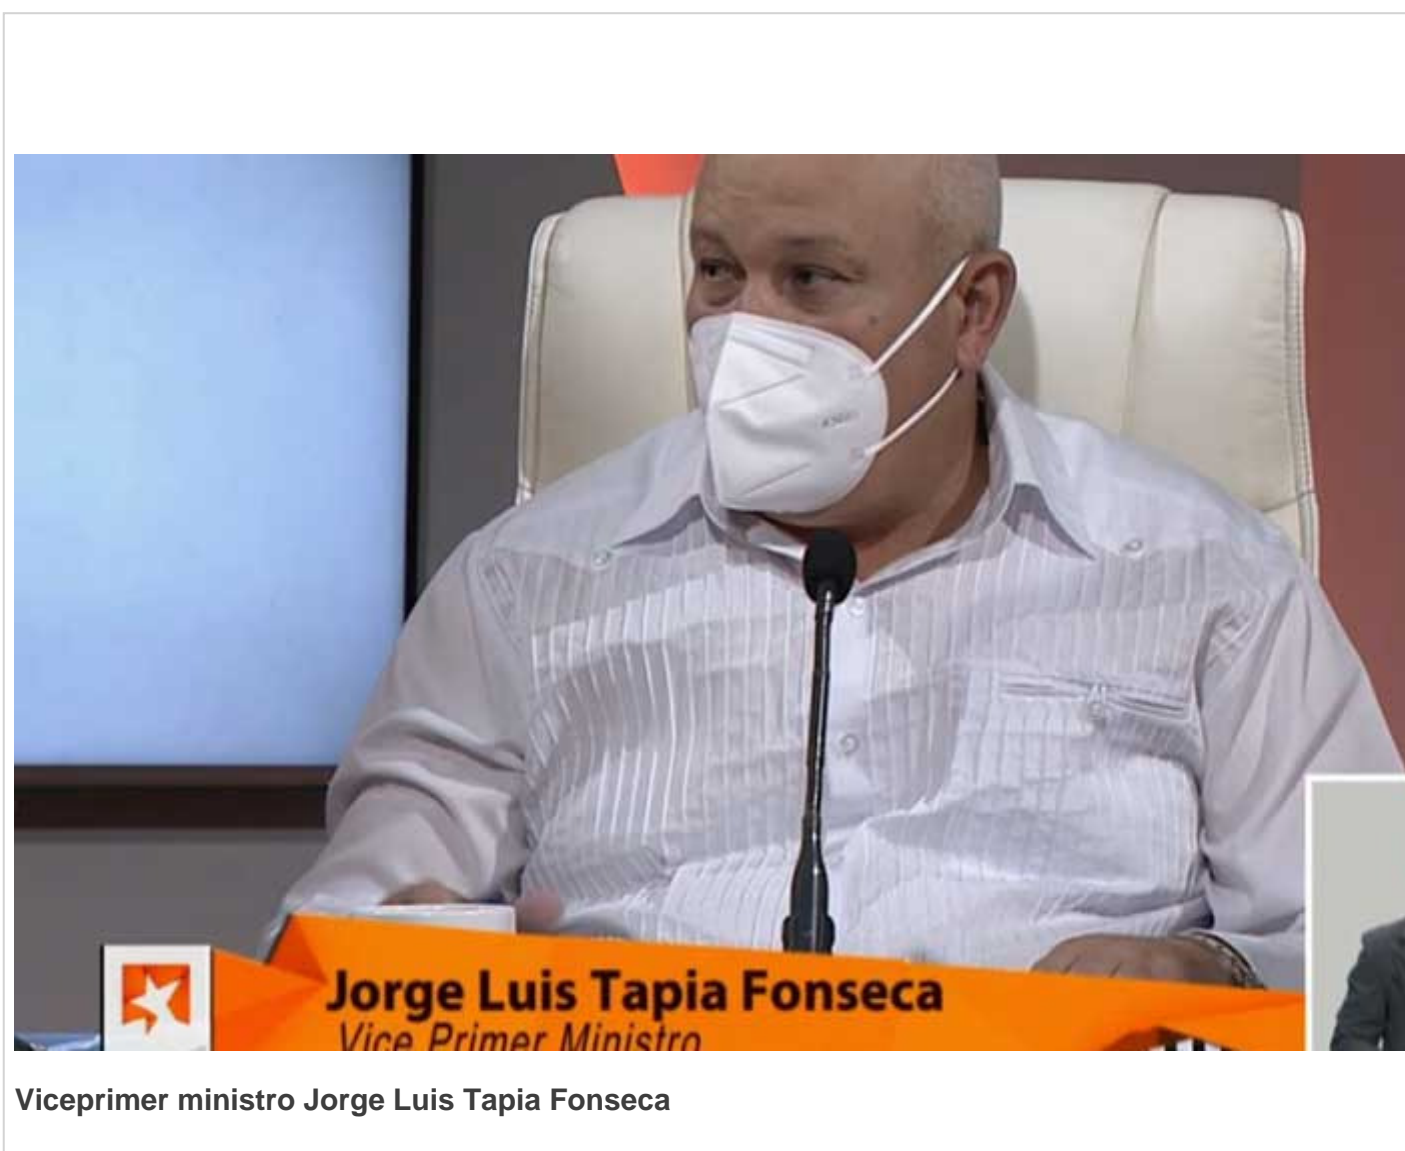 Jorge Luis Tapia Fonseca
Vice Primer Ministro
Viceprimer ministro Jorge Luis Tapia Fonseca